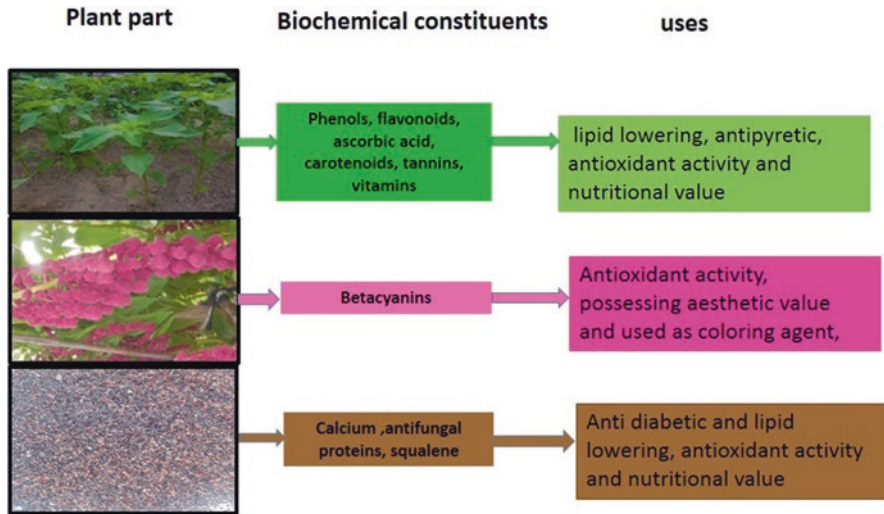 Plant part
Biochemical constituents
uses
Phenols, flavonoids,
ascorbic acid,
carotenoids, tannins,
vitamins
lipid lowering, antipyretic,
antioxidant activity and
nutritional value
Betacyanins
Antioxidant activity,
possessing aesthetic value
and used as coloring agent,
Calcium ,antifungal
proteins, squalene
Anti diabetic and lipid
lowering, antioxidant activity
and nutritional value